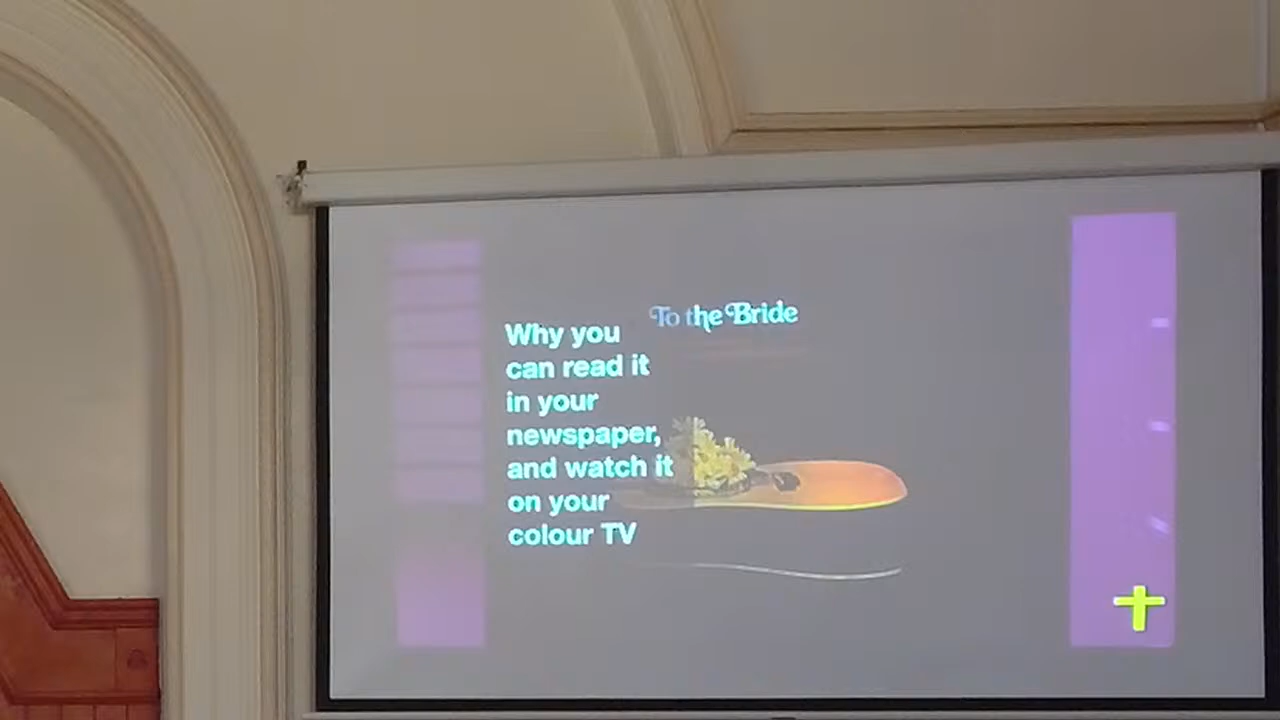 To the Bride
Why you
can read it
in your
newspaper,
and watch it
on your
colour TV